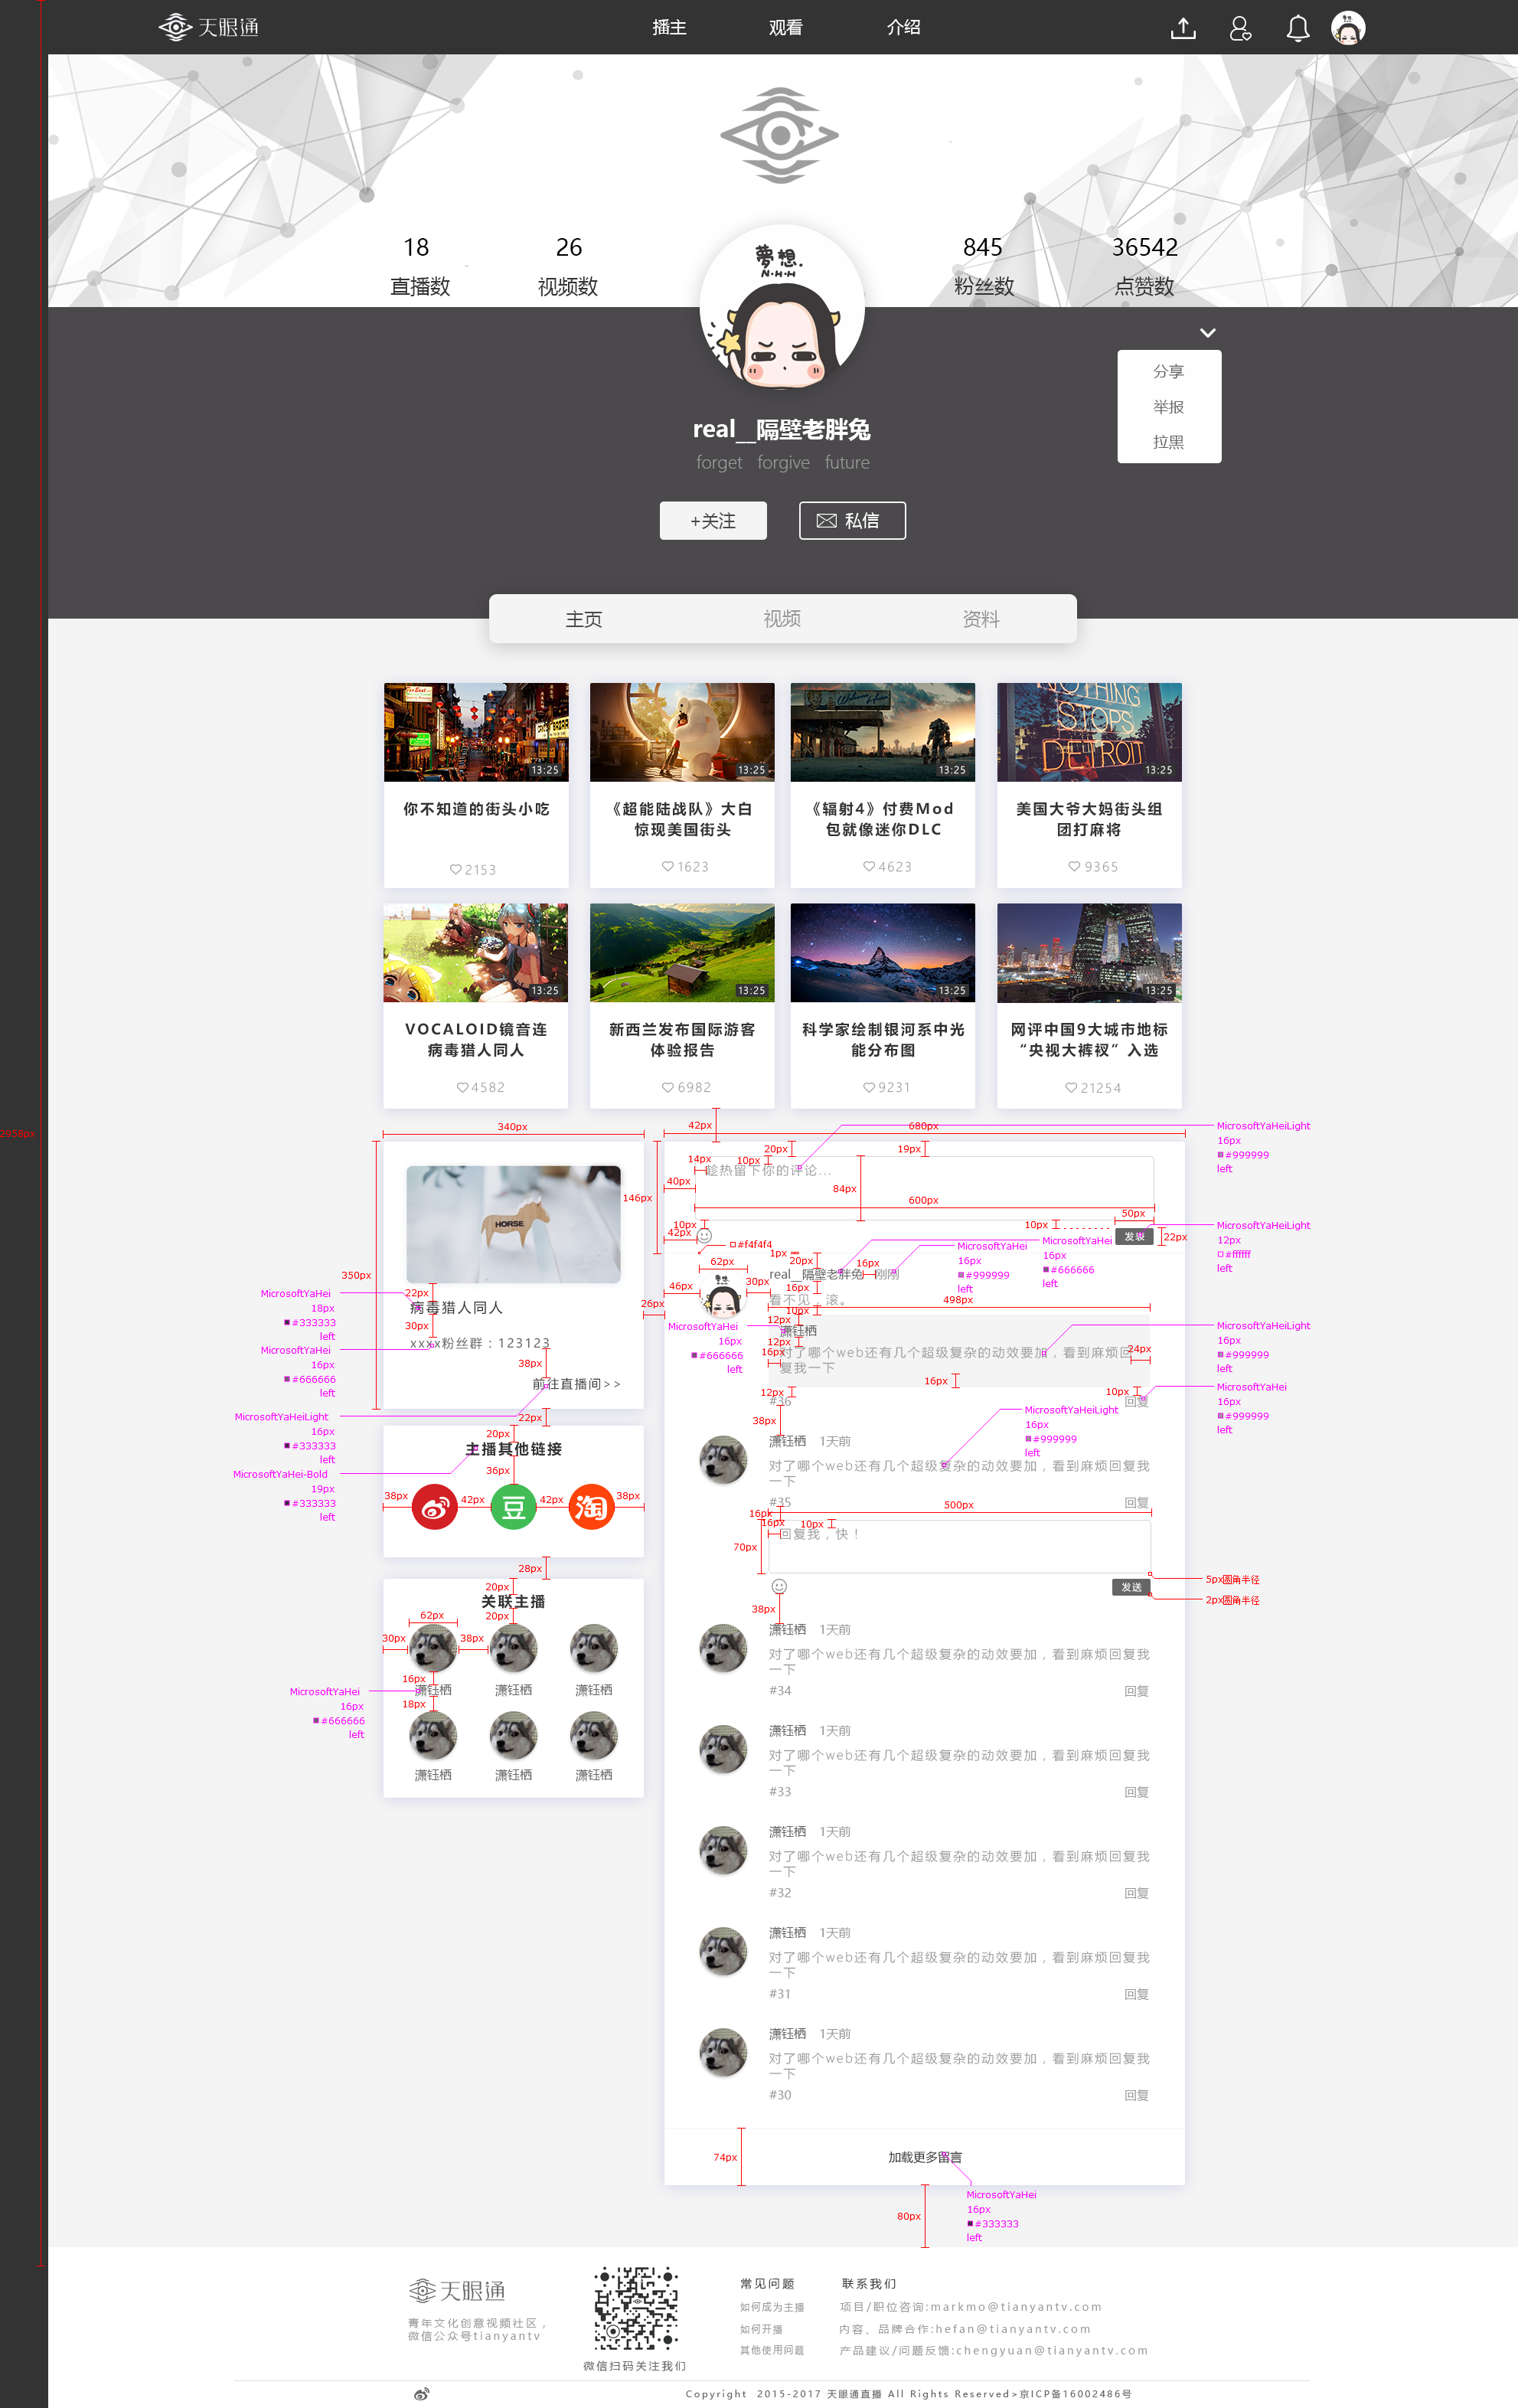 天眼通
播主 观看 介绍
18 26 845 36542
直播数 视频数 粉丝数 点赞数
夢想.
N·H·H
分享
举报
拉黑
real__隔壁老胖兔
forget forgive future
+关注 私信
主页 视频 资料
13:25 13:25 13:25 13:25
NOTHING
STOPS
DETROIT
你不知道的街头小吃
《超能陆战队》大白
惊现美国街头
《辐射4》付费Mod
包就像迷你DLC
美国大爷大妈街头组
团打麻将
2153 1623 4623 9365
13:25 13:25 13:25 13:25
VOCALOID镜音连
病毒猎人同人
新西兰发布国际游客
体验报告
科学家绘制银河系中光
能分布图
网评中国9大城市地标
“央视大裤衩”入选
4582 6982 9231 21254
2958px
340px
350px
HORSE
22px
病毒猎人同人
30px
xxxx粉丝群：123123
38px
前往直播间>>
22px
MicrosoftYaHei
18px
#333333
left
MicrosoftYaHei
16px
#666666
left
MicrosoftYaHeiLight
16px
#333333
left
MicrosoftYaHei-Bold
19px
#333333
left
20px
主播其他链接
36px
38px 42px 42px 38px
豆 淘
28px
20px
关联主播
62px 20px
30px 38px
16px
潇钰栖 潇钰栖 潇钰栖
18px
潇钰栖 潇钰栖 潇钰栖
MicrosoftYaHei
16px
#666666
left
42px 680px
20px 19px
14px 10px
趁热留下你的评论...
40px 84px
146px
600px
50px
10px 10px
42px 发送 22px
MicrosoftYaHeiLight
16px
#999999
left
MicrosoftYaHeiLight
12px
#ffffff
left
#f4f4f4
1px 20px
62px 16px
real__隔壁老胖兔 刚刚
46px 30px 16px
夢想.
看不见，滚。
26px 10px 498px
MicrosoftYaHei
16px
#999999
left
MicrosoftYaHei
16px
#666666
left
12px
潇钰栖
12px
16px 24px
对了哪个web还有几个超级复杂的动效要加，看到麻烦回
复我一下
16px
12px 10px
#36 回复
38px
MicrosoftYaHei
16px
#666666
left
MicrosoftYaHeiLight
16px
#999999
left
MicrosoftYaHei
16px
#999999
left
MicrosoftYaHeiLight
16px
#999999
left
潇钰栖 1天前
对了哪个web还有几个超级复杂的动效要加，看到麻烦回复我
一下
#35 回复
16px 500px
16px 10px
回复我，快！
70px
发送
5px圆角半径
2px圆角半径
38px
潇钰栖 1天前
对了哪个web还有几个超级复杂的动效要加，看到麻烦回复我
一下
#34 回复
潇钰栖 1天前
对了哪个web还有几个超级复杂的动效要加，看到麻烦回复我
一下
#33 回复
潇钰栖 1天前
对了哪个web还有几个超级复杂的动效要加，看到麻烦回复我
一下
#32 回复
潇钰栖 1天前
对了哪个web还有几个超级复杂的动效要加，看到麻烦回复我
一下
#31 回复
潇钰栖 1天前
对了哪个web还有几个超级复杂的动效要加，看到麻烦回复我
一下
#30 回复
74px
加载更多留言
80px
MicrosoftYaHei
16px
#333333
left
天眼通
青年文化创意视频社区，
微信公众号tianyantv
微信扫码关注我们
常见问题
如何成为主播
如何开播
其他使用问题
联系我们
项目/职位咨询:markmo@tianyantv.com
内容、品牌合作:hefan@tianyantv.com
产品建议/问题反馈:chengyuan@tianyantv.com
Copyright 2015-2017 天眼通直播 All Rights Reserved>京ICP备16002486号